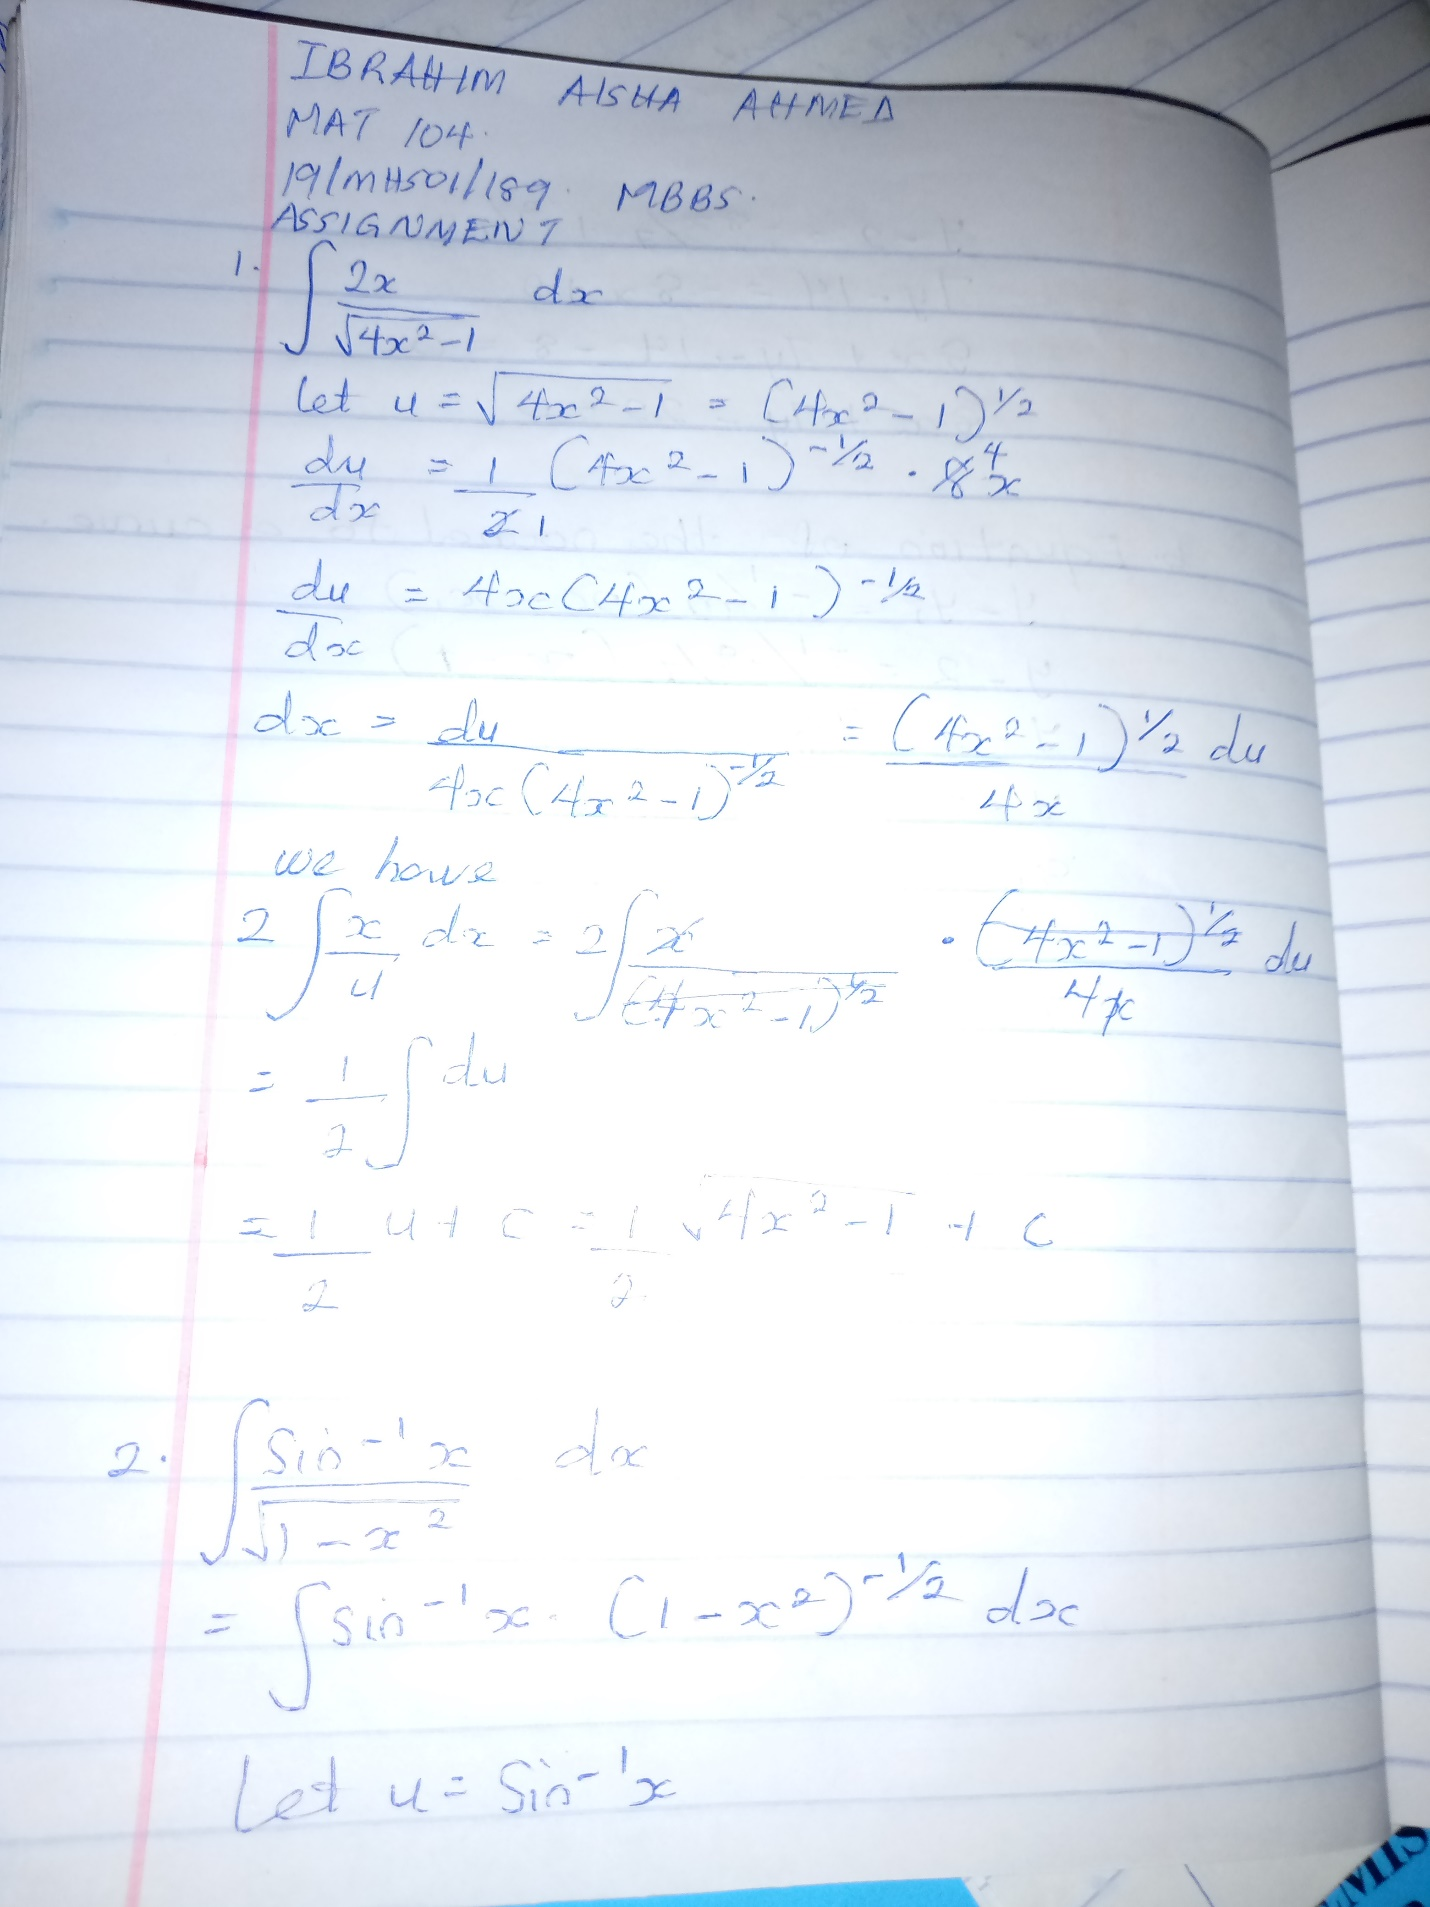 IBRAHIM AISHA AHMED
MAT 104.
19/MHS01/189. MBBS.
ASSIGNMENT
1. ∫ 2x/√(4x²-1) dx
let u = √(4x²-1) = (4x²-1)^1/2
du/dx = 1/2 1 (4x²-1)^-1/2 . 8 4 x
du/dx = 4x(4x²-1)^-1/2
dx = du/4x(4x²-1)^-1/2 = (4x²-1)^1/2 du/4x
we have
2 ∫ x/u dx = 2 ∫ x/(4x²-1)^1/2 . (4x²-1)^1/2/4x du
= 1/2 ∫ du
= 1/2 u + c = 1/2 √(4x²-1) + c
2. ∫ Sin⁻¹x/√(1-x²) dx
= ∫ sin⁻¹x. (1-x²)^-1/2 dx
Let u = Sin⁻¹x